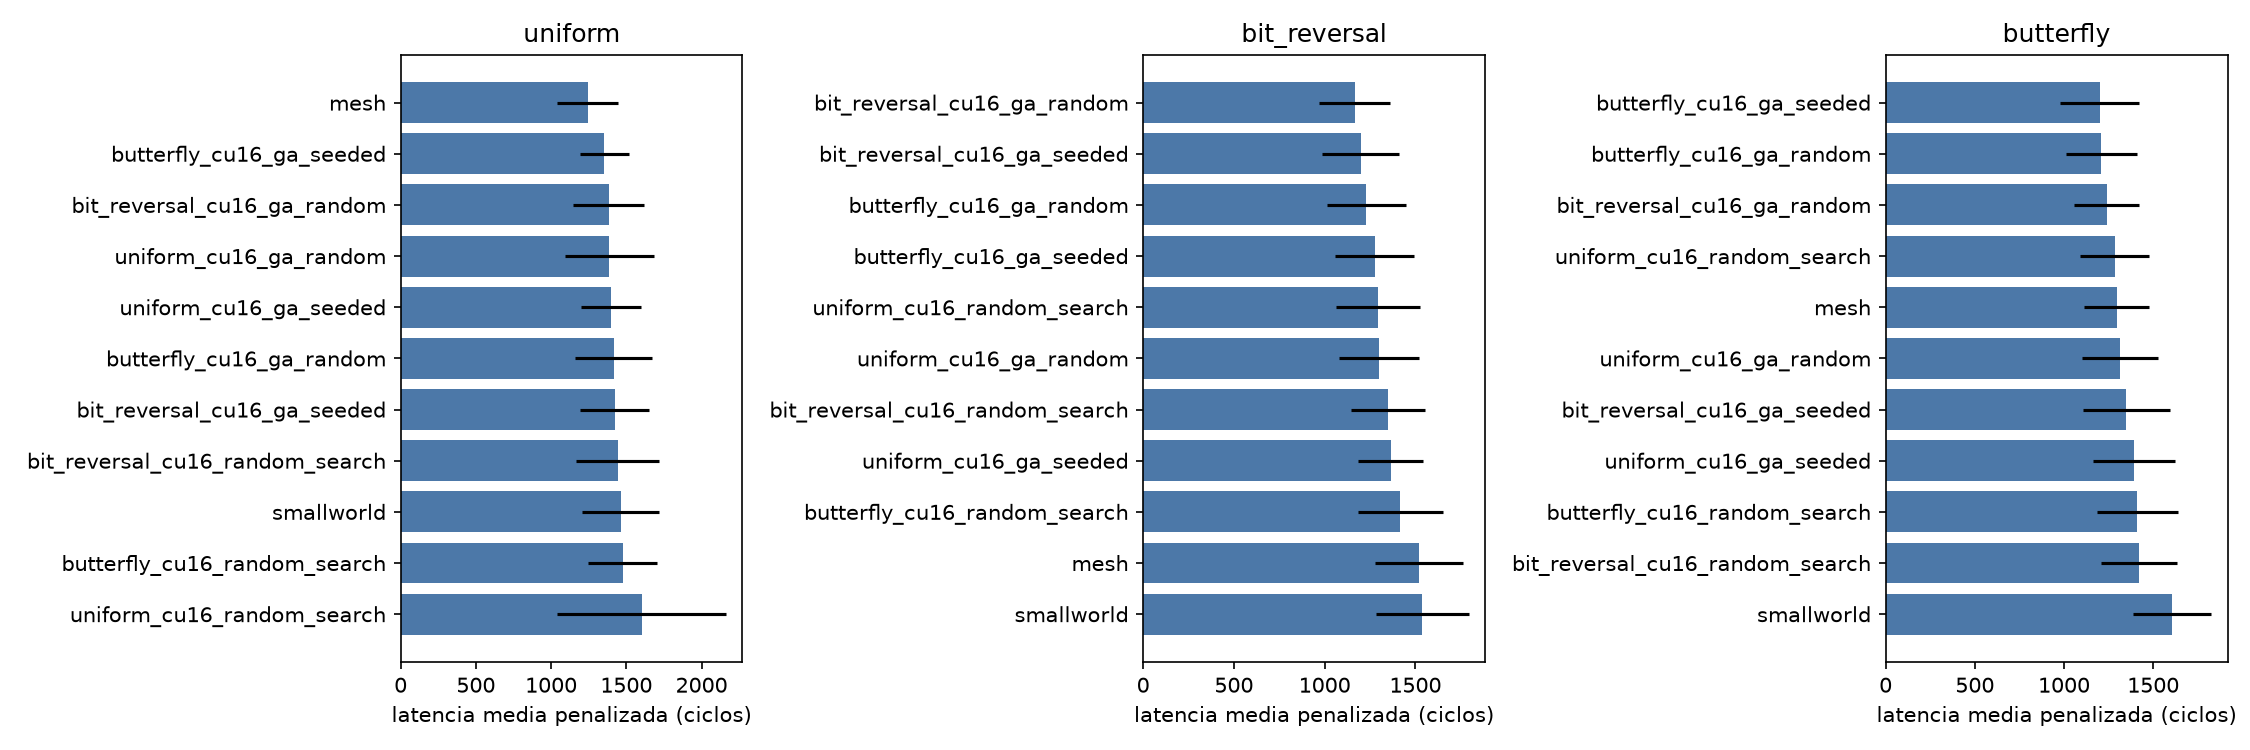 uniform
mesh
butterfly_cu16_ga_seeded
bit_reversal_cu16_ga_random
uniform_cu16_ga_random
uniform_cu16_ga_seeded
butterfly_cu16_ga_random
bit_reversal_cu16_ga_seeded
bit_reversal_cu16_random_search
smallworld
butterfly_cu16_random_search
uniform_cu16_random_search
0 500 1000 1500 2000
latencia media penalizada (ciclos)
bit_reversal
bit_reversal_cu16_ga_random
bit_reversal_cu16_ga_seeded
butterfly_cu16_ga_random
butterfly_cu16_ga_seeded
uniform_cu16_random_search
uniform_cu16_ga_random
bit_reversal_cu16_random_search
uniform_cu16_ga_seeded
butterfly_cu16_random_search
mesh
smallworld
0 500 1000 1500
latencia media penalizada (ciclos)
butterfly
butterfly_cu16_ga_seeded
butterfly_cu16_ga_random
bit_reversal_cu16_ga_random
uniform_cu16_random_search
mesh
uniform_cu16_ga_random
bit_reversal_cu16_ga_seeded
uniform_cu16_ga_seeded
butterfly_cu16_random_search
bit_reversal_cu16_random_search
smallworld
0 500 1000 1500
latencia media penalizada (ciclos)